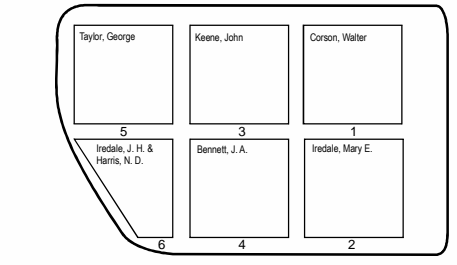 Taylor, George
Keene, John
Corson, Walter
5
3
1
Iredale, J. H. &
Harris, N. D.
Bennett, J. A.
Iredale, Mary E.
6
4
2